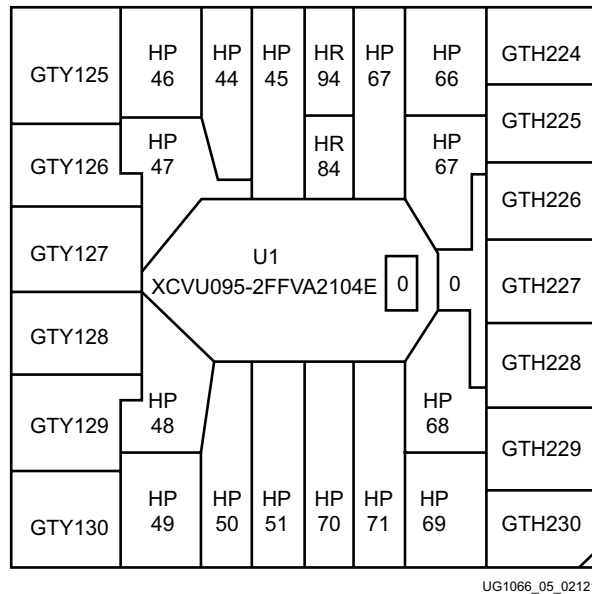 GTY125
HP
46
HP
44
HP
45
HR
94
HP
67
HP
66
GTH224
GTY126
HP
47
HR
84
HP
67
GTH225
GTH226
GTY127
U1
XCVU095-2FFVA2104E
0
0
GTH227
GTY128
GTH228
GTY129
HP
48
HP
68
GTH229
GTY130
HP
49
HP
50
HP
51
HP
70
HP
71
HP
69
GTH230
UG1066_05_02121